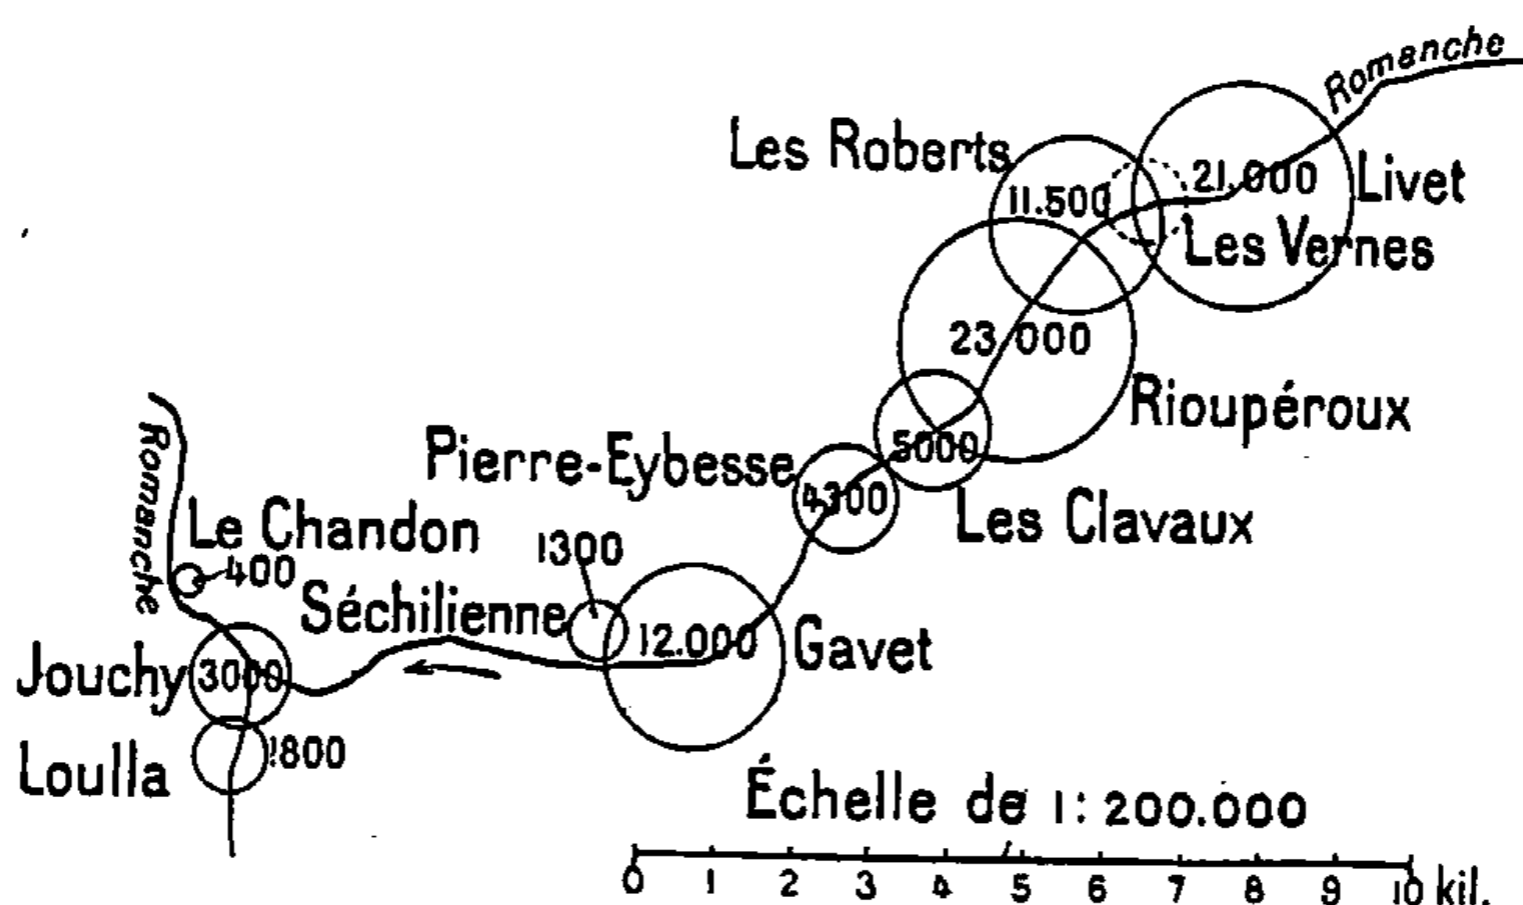 Romanche
Les Roberts
11.500
21.000
Livet
Les Vernes
23.000
Rioupéroux
Pierre-Eybesse
5000
4300
Les Clavaux
Romanche
Le Chandon
400
1300
Séchilienne
12.000
Gavet
Jouchy
3000
Loulla
1800
Échelle de 1:200.000
0 1 2 3 4 5 6 7 8 9 10 kil.